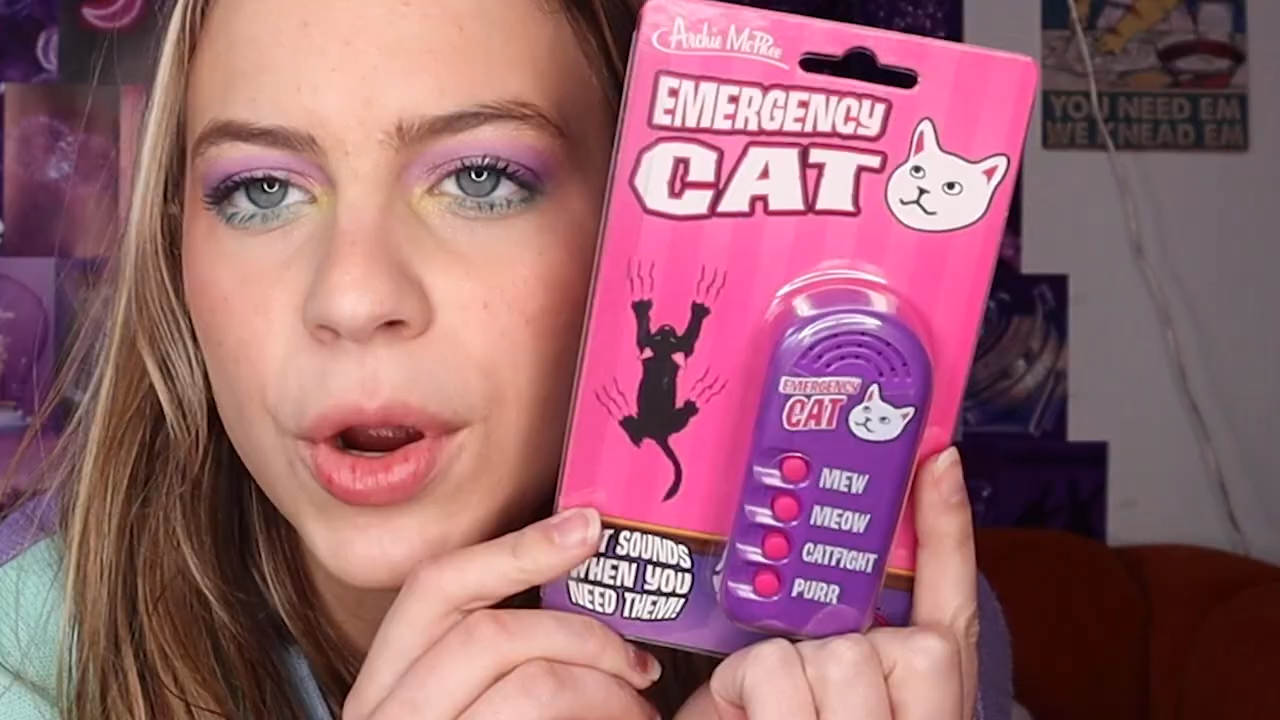 Archie McPhee
EMERGENCY
CAT
EMERGENCY
CAT
MEW
MEOW
CATFIGHT
PURR
SOUNDS
WHEN YOU
NEED THEM!
YOU NEED EM
WE KNEAD EM